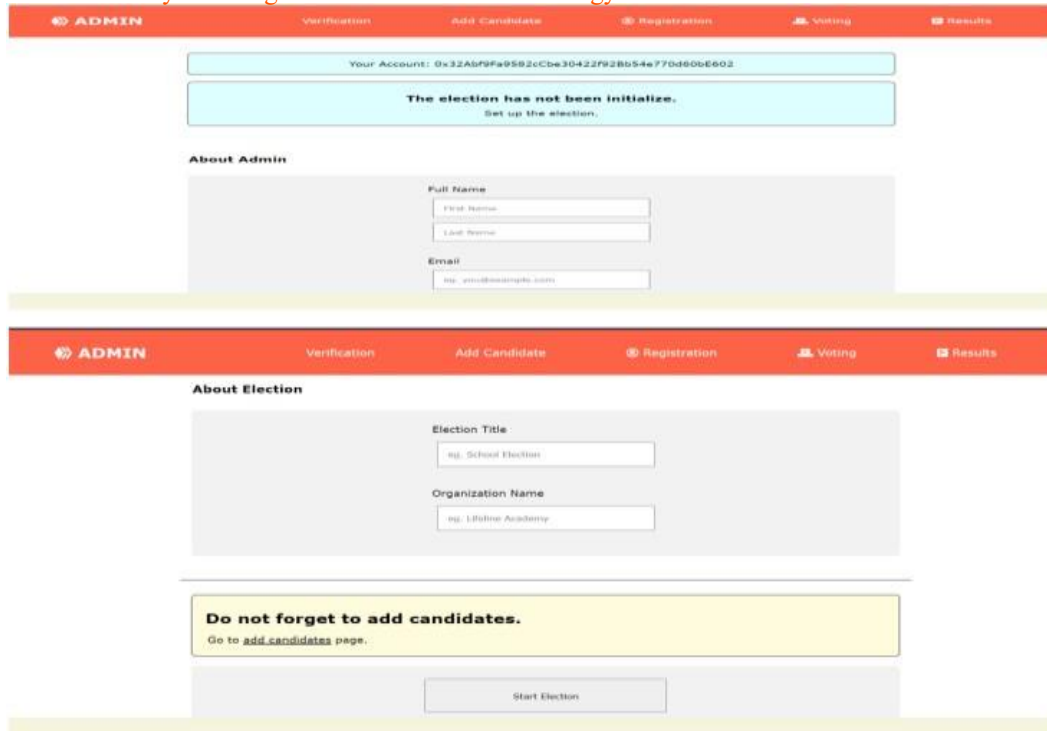 ADMIN Verification Add Candidate Registration Voting Results
Your Account:
The election has not been initialize.
Set up the election.
About Admin
Full Name
First Name
Last Name
Email
eg. you@example.com
ADMIN Verification Add Candidate Registration Voting Results
About Election
Election Title
eg. School Election
Organization Name
eg. Lifeline Academy
Do not forget to add candidates.
Go to add candidates page.
Start Election